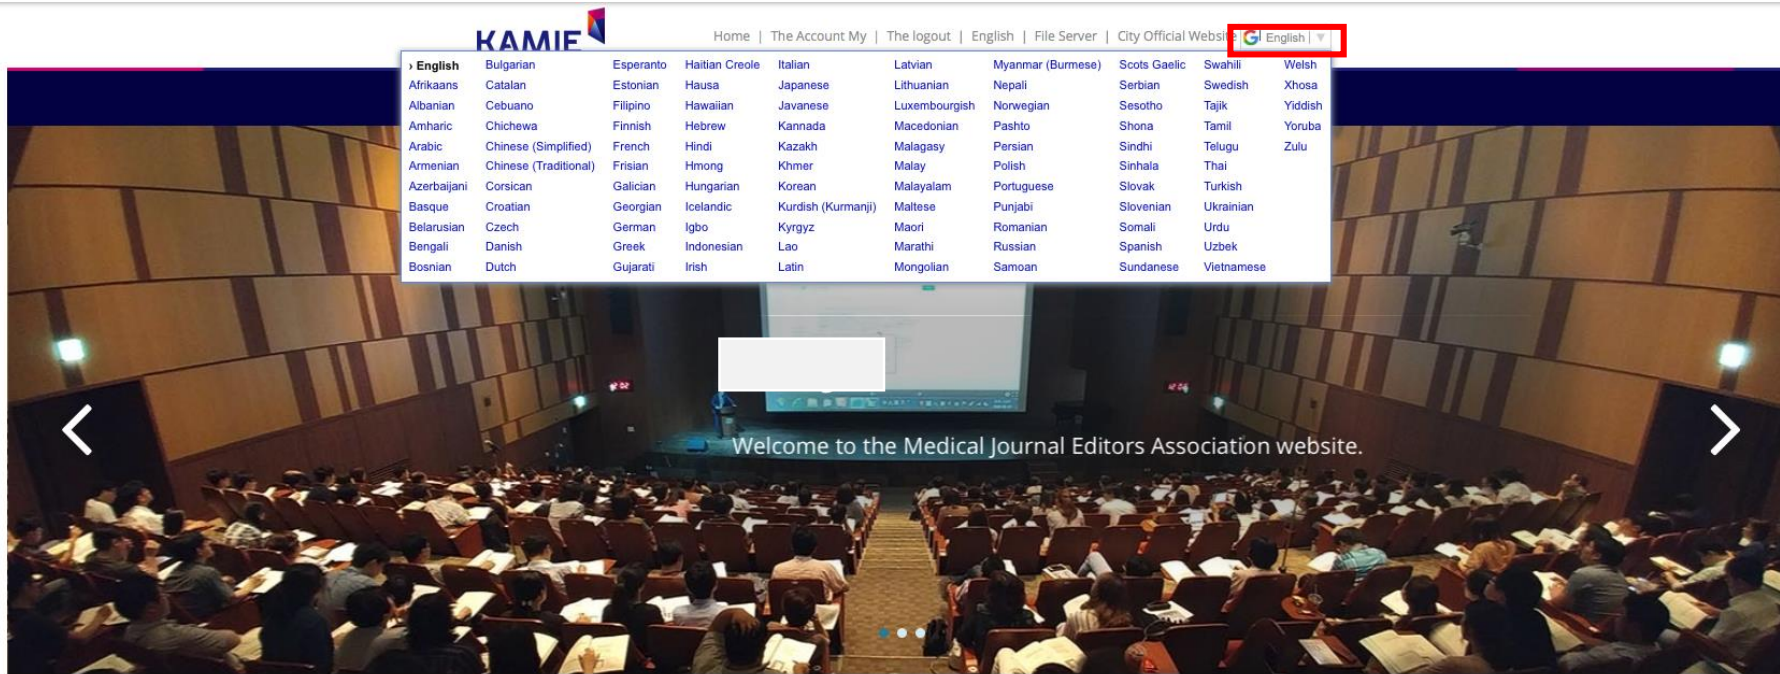 KAMJE
Home | The Account My | The logout | English | File Server | City Official Website G English ▼
› English Bulgarian Esperanto Haitian Creole Italian Latvian Myanmar (Burmese) Scots Gaelic Swahili Welsh
Afrikaans Catalan Estonian Hausa Japanese Lithuanian Nepali Serbian Swedish Xhosa
Albanian Cebuano Filipino Hawaiian Javanese Luxembourgish Norwegian Sesotho Tajik Yiddish
Amharic Chichewa Finnish Hebrew Kannada Macedonian Pashto Shona Tamil Yoruba
Arabic Chinese (Simplified) French Hindi Kazakh Malagasy Persian Sindhi Telugu Zulu
Armenian Chinese (Traditional) Frisian Hmong Khmer Malay Polish Sinhala Thai
Azerbaijani Corsican Galician Hungarian Korean Malayalam Portuguese Slovak Turkish
Basque Croatian Georgian Icelandic Kurdish (Kurmanji) Maltese Punjabi Slovenian Ukrainian
Belarusian Czech German Igbo Kyrgyz Maori Romanian Somali Urdu
Bengali Danish Greek Indonesian Lao Marathi Russian Spanish Uzbek
Bosnian Dutch Gujarati Irish Latin Mongolian Samoan Sundanese Vietnamese
Welcome to the Medical Journal Editors Association website.